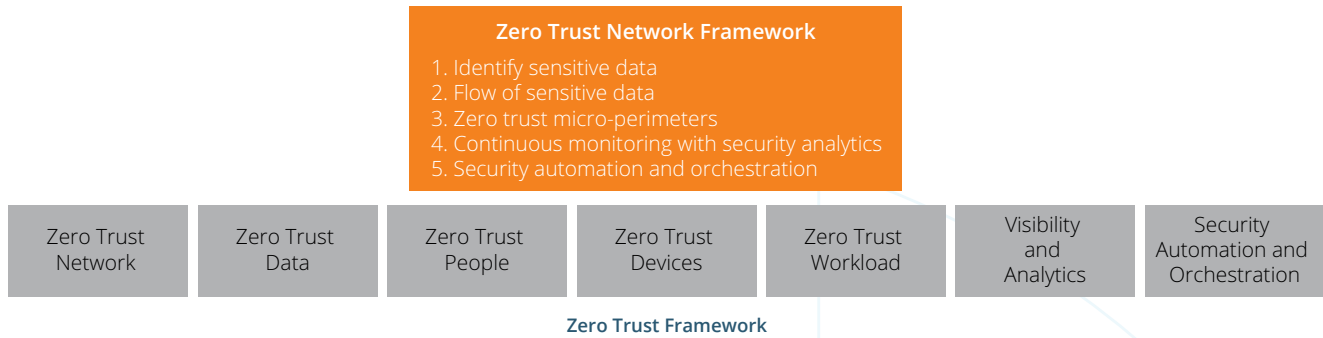 Zero Trust Network Framework
1. Identify sensitive data
2. Flow of sensitive data
3. Zero trust micro-perimeters
4. Continuous monitoring with security analytics
5. Security automation and orchestration
Zero Trust
Network
Zero Trust
Data
Zero Trust
People
Zero Trust
Devices
Zero Trust
Workload
Visibility
and
Analytics
Security
Automation and
Orchestration
Zero Trust Framework